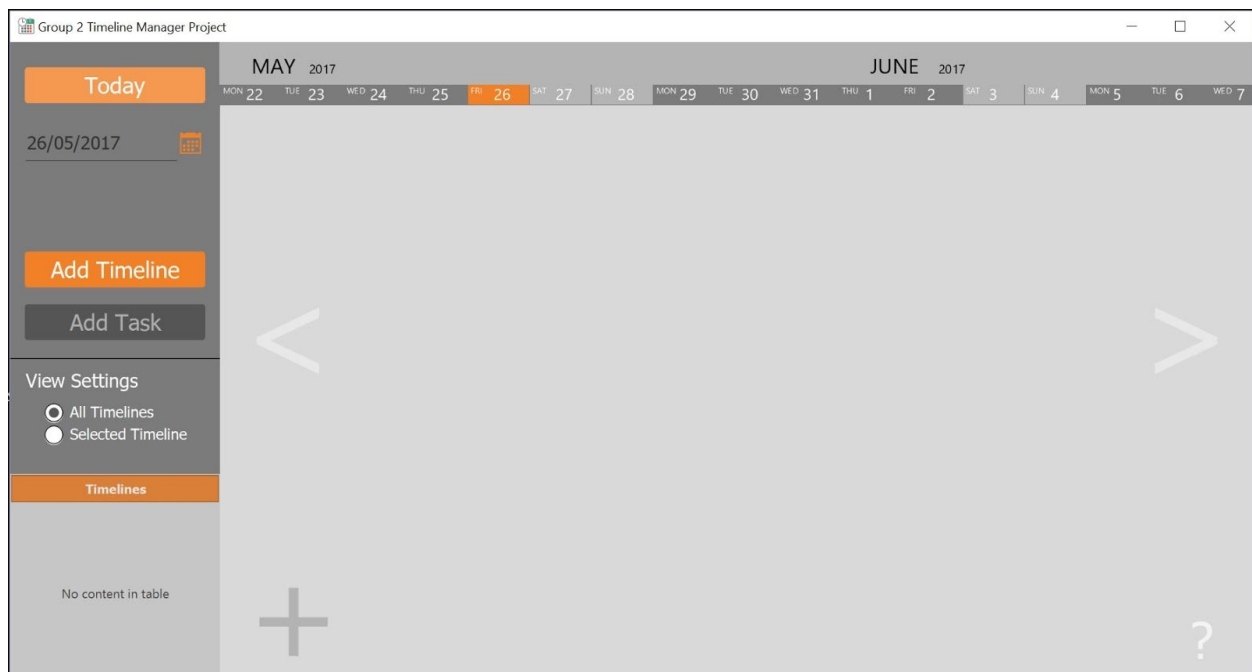 Group 2 Timeline Manager Project
Today
26/05/2017
Add Timeline
Add Task
View Settings
All Timelines
Selected Timeline
Timelines
No content in table
MAY 2017 JUNE 2017
MON 22 TUE 23 WED 24 THU 25 FRI 26 SAT 27 SUN 28 MON 29 TUE 30 WED 31 THU 1 FRI 2 SAT 3 SUN 4 MON 5 TUE 6 WED 7
< >
+
?